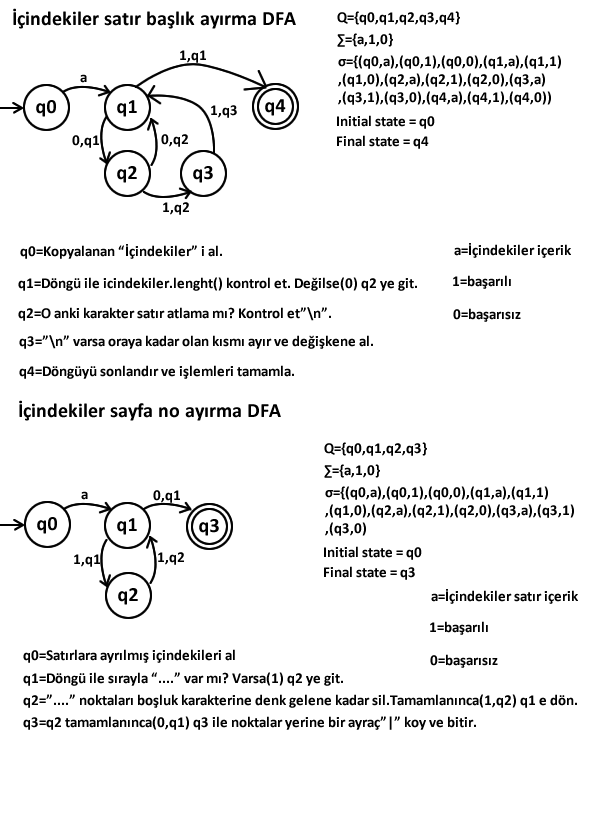 İçindekiler satır başlık ayırma DFA
Q={q0,q1,q2,q3,q4}
∑={a,1,0}
σ={(q0,a),(q0,1),(q0,0),(q1,a),(q1,1)
,(q1,0),(q2,a),(q2,1),(q2,0),(q3,a)
,(q3,1),(q3,0),(q4,a),(q4,1),(q4,0))
Initial state = q0
Final state = q4
1,q1
a
q0
q1
q4
1,q3
0,q1
0,q2
q2
q3
1,q2
q0=Kopyalanan “İçindekiler” i al.
a=İçindekiler içerik
q1=Döngü ile icindekiler.lenght() kontrol et. Değilse(0) q2 ye git.
1=başarılı
q2=O anki karakter satır atlama mı? Kontrol et”\n”.
0=başarısız
q3=”\n” varsa oraya kadar olan kısmı ayır ve değişkene al.
q4=Döngüyü sonlandır ve işlemleri tamamla.
İçindekiler sayfa no ayırma DFA
Q={q0,q1,q2,q3}
∑={a,1,0}
σ={(q0,a),(q0,1),(q0,0),(q1,a),(q1,1)
,(q1,0),(q2,a),(q2,1),(q2,0),(q3,a),(q3,1)
,(q3,0)
Initial state = q0
Final state = q3
a
0,q1
q0
q1
q3
1,q1
1,q2
q2
a=İçindekiler satır içerik
1=başarılı
0=başarısız
q0=Satırlara ayrılmış içindekileri al
q1=Döngü ile sırayla “....” var mı? Varsa(1) q2 ye git.
q2=”....” noktaları boşluk karakterine denk gelene kadar sil.Tamamlanınca(1,q2) q1 e dön.
q3=q2 tamamlanınca(0,q1) q3 ile noktalar yerine bir ayraç”|” koy ve bitir.